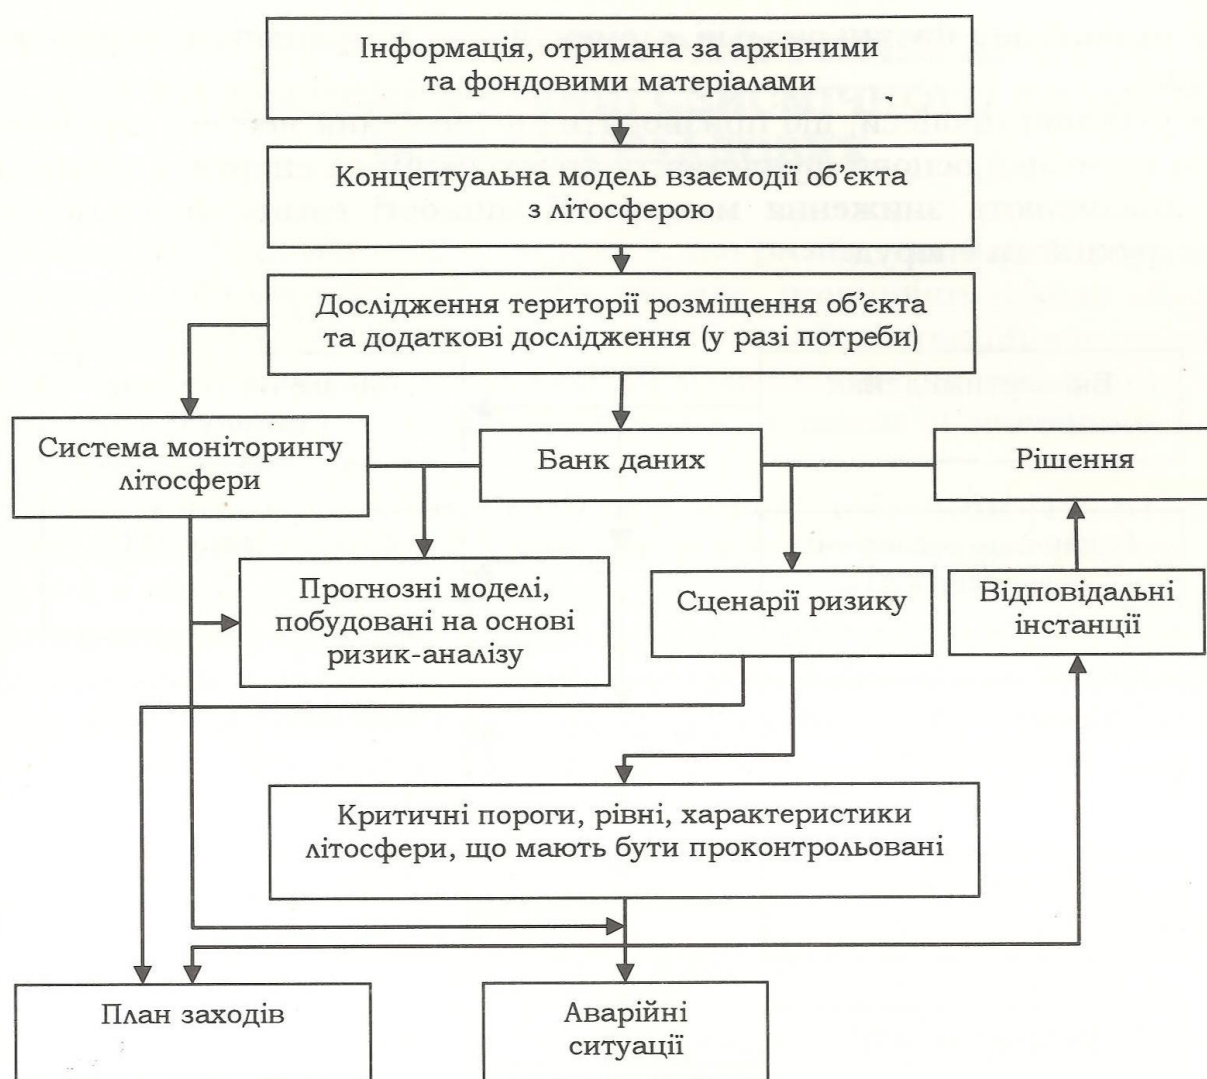 Інформація, отримана за архівними
та фондовими матеріалами
Концептуальна модель взаємодії об’єкта
з літосферою
Дослідження території розміщення об’єкта
та додаткові дослідження (у разі потреби)
Система моніторингу
літосфери
Банк даних
Рішення
Прогнозні моделі,
побудовані на основі
ризик-аналізу
Сценарії ризику
Відповідальні
інстанції
Критичні пороги, рівні, характеристики
літосфери, що мають бути проконтрольовані
План заходів
Аварійні
ситуації